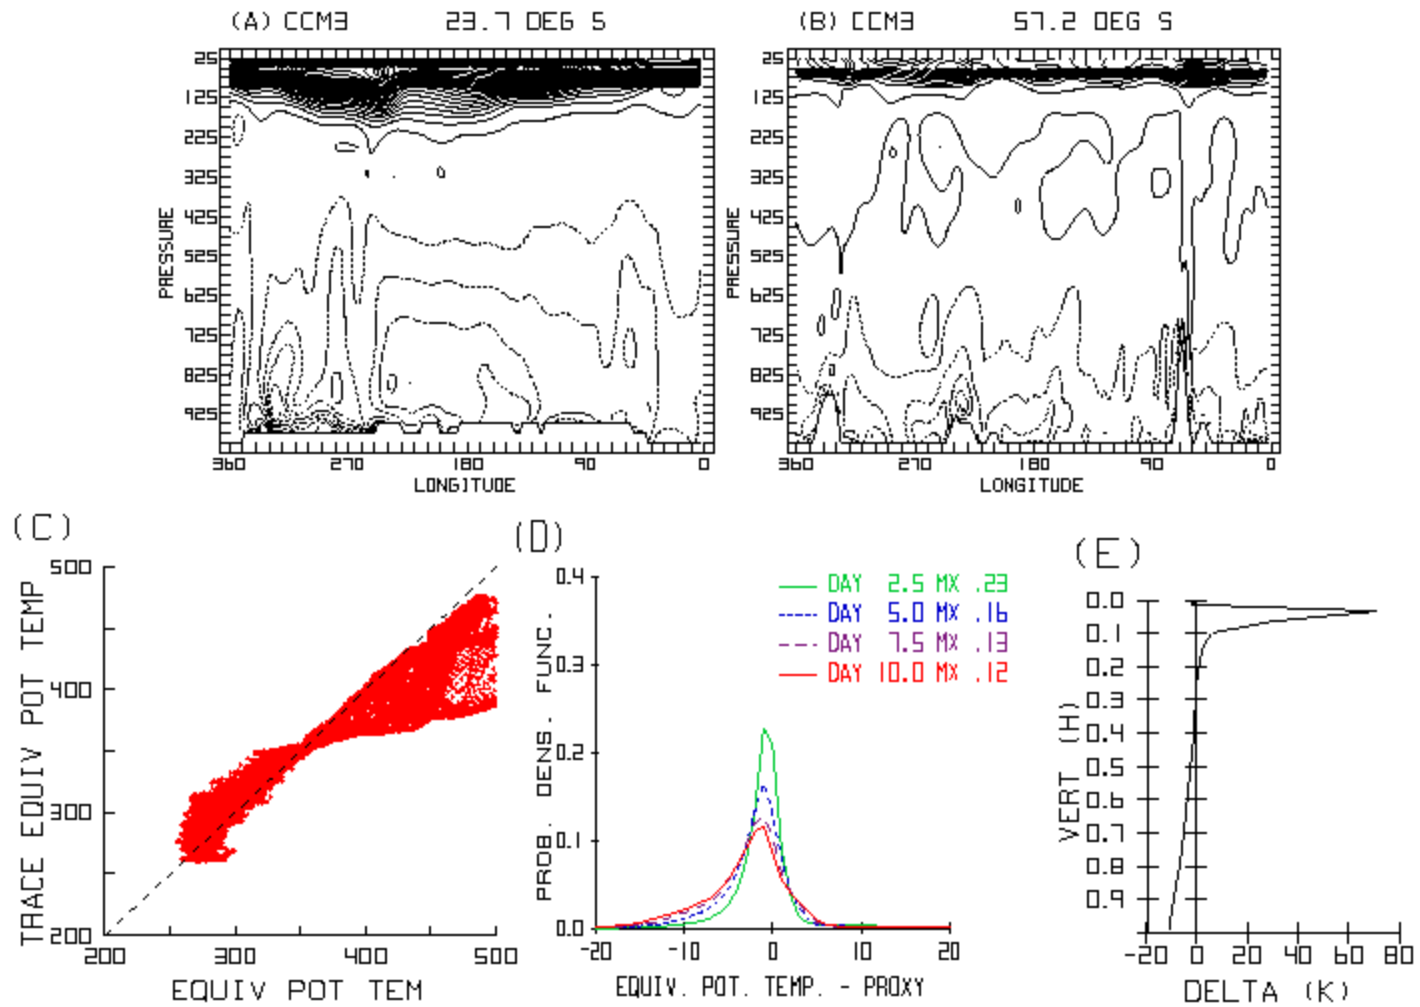 (A) CCM3 23.7 DEG S
25
125
225
325
425
525
625
725
825
925
PRESSURE
360 270 180 90 0
LONGITUDE
(B) CCM3 57.2 DEG S
25
125
225
325
425
525
625
725
825
925
PRESSURE
360 270 180 90 0
LONGITUDE
(C)
500
400
300
200
TRACE EQUIV POT TEMP
200 300 400 500
EQUIV POT TEM
(D)
0.4
0.3
0.2
0.1
0.0
PROB. DENS. FUNC.
DAY 2.5 MX .23
DAY 5.0 MX .16
DAY 7.5 MX .13
DAY 10.0 MX .12
-20 -10 0 10 20
EQUIV. POT. TEMP. - PROXY
(E)
0.0
0.1
0.2
0.3
0.4
0.5
0.6
0.7
0.8
0.9
VERT (H)
-20 0 20 40 60 80
DELTA (K)